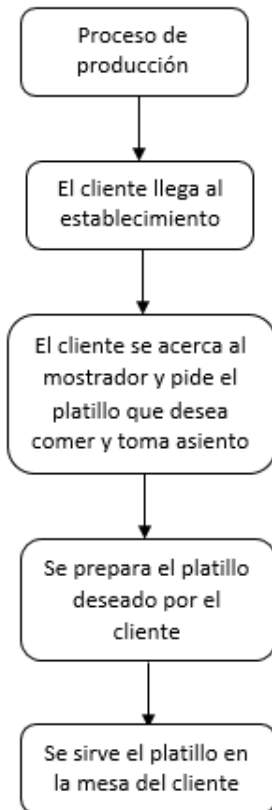 Proceso de
producción
El cliente llega al
establecimiento
El cliente se acerca al
mostrador y pide el
platillo que desea
comer y toma asiento
Se prepara el platillo
deseado por el
cliente
Se sirve el platillo en
la mesa del cliente